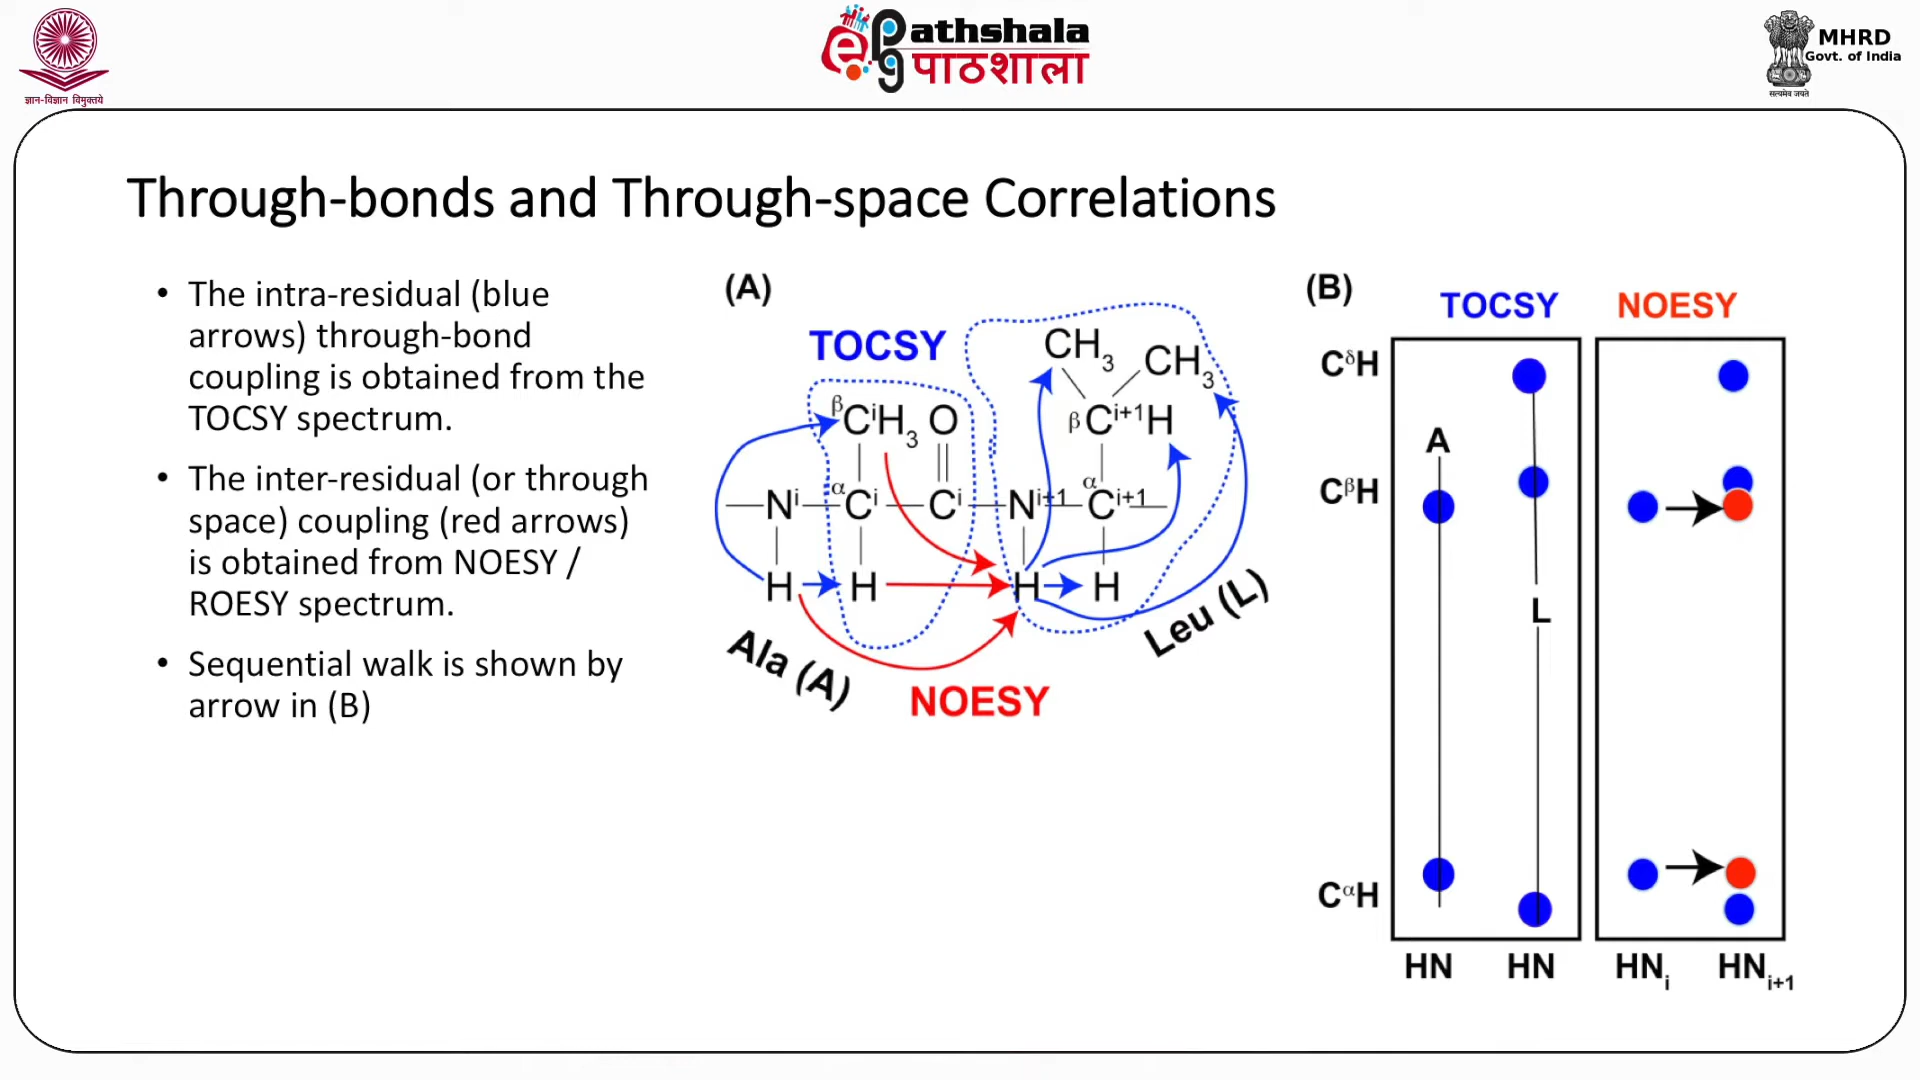 ज्ञान-विज्ञान विमुक्तये
e Pathshala
पाठशाला
MHRD
Govt. of India
सत्यमेव जयते
Through-bonds and Through-space Correlations
• The intra-residual (blue
arrows) through-bond
coupling is obtained from the
TOCSY spectrum.
• The inter-residual (or through
space) coupling (red arrows)
is obtained from NOESY /
ROESY spectrum.
• Sequential walk is shown by
arrow in (B)
(A)
TOCSY
CH₃
CH₃
βCⁱH₃ O
βCⁱ⁺¹H
Nⁱ αCⁱ Cⁱ Nⁱ⁺¹ αCⁱ⁺¹
H H H H
Ala (A)
Leu (L)
NOESY
(B)
TOCSY NOESY
CᵟH
A
CᵝH
L
CᵅH
HN HN HNᵢ HNᵢ₊₁